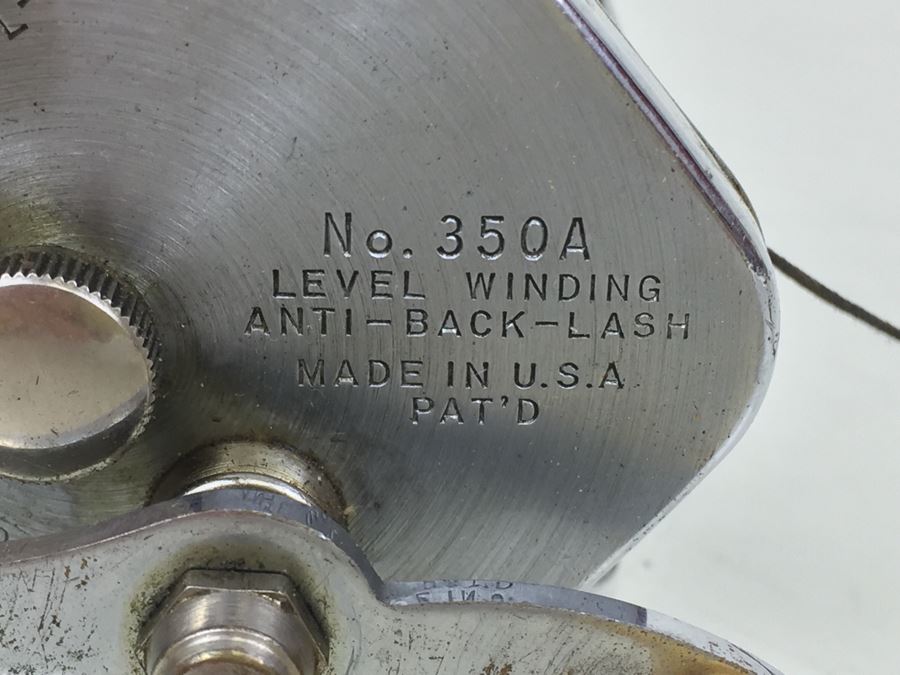 No. 350A
LEVEL WINDING
ANTI-BACK-LASH
MADE IN U.S.A.
PAT'D